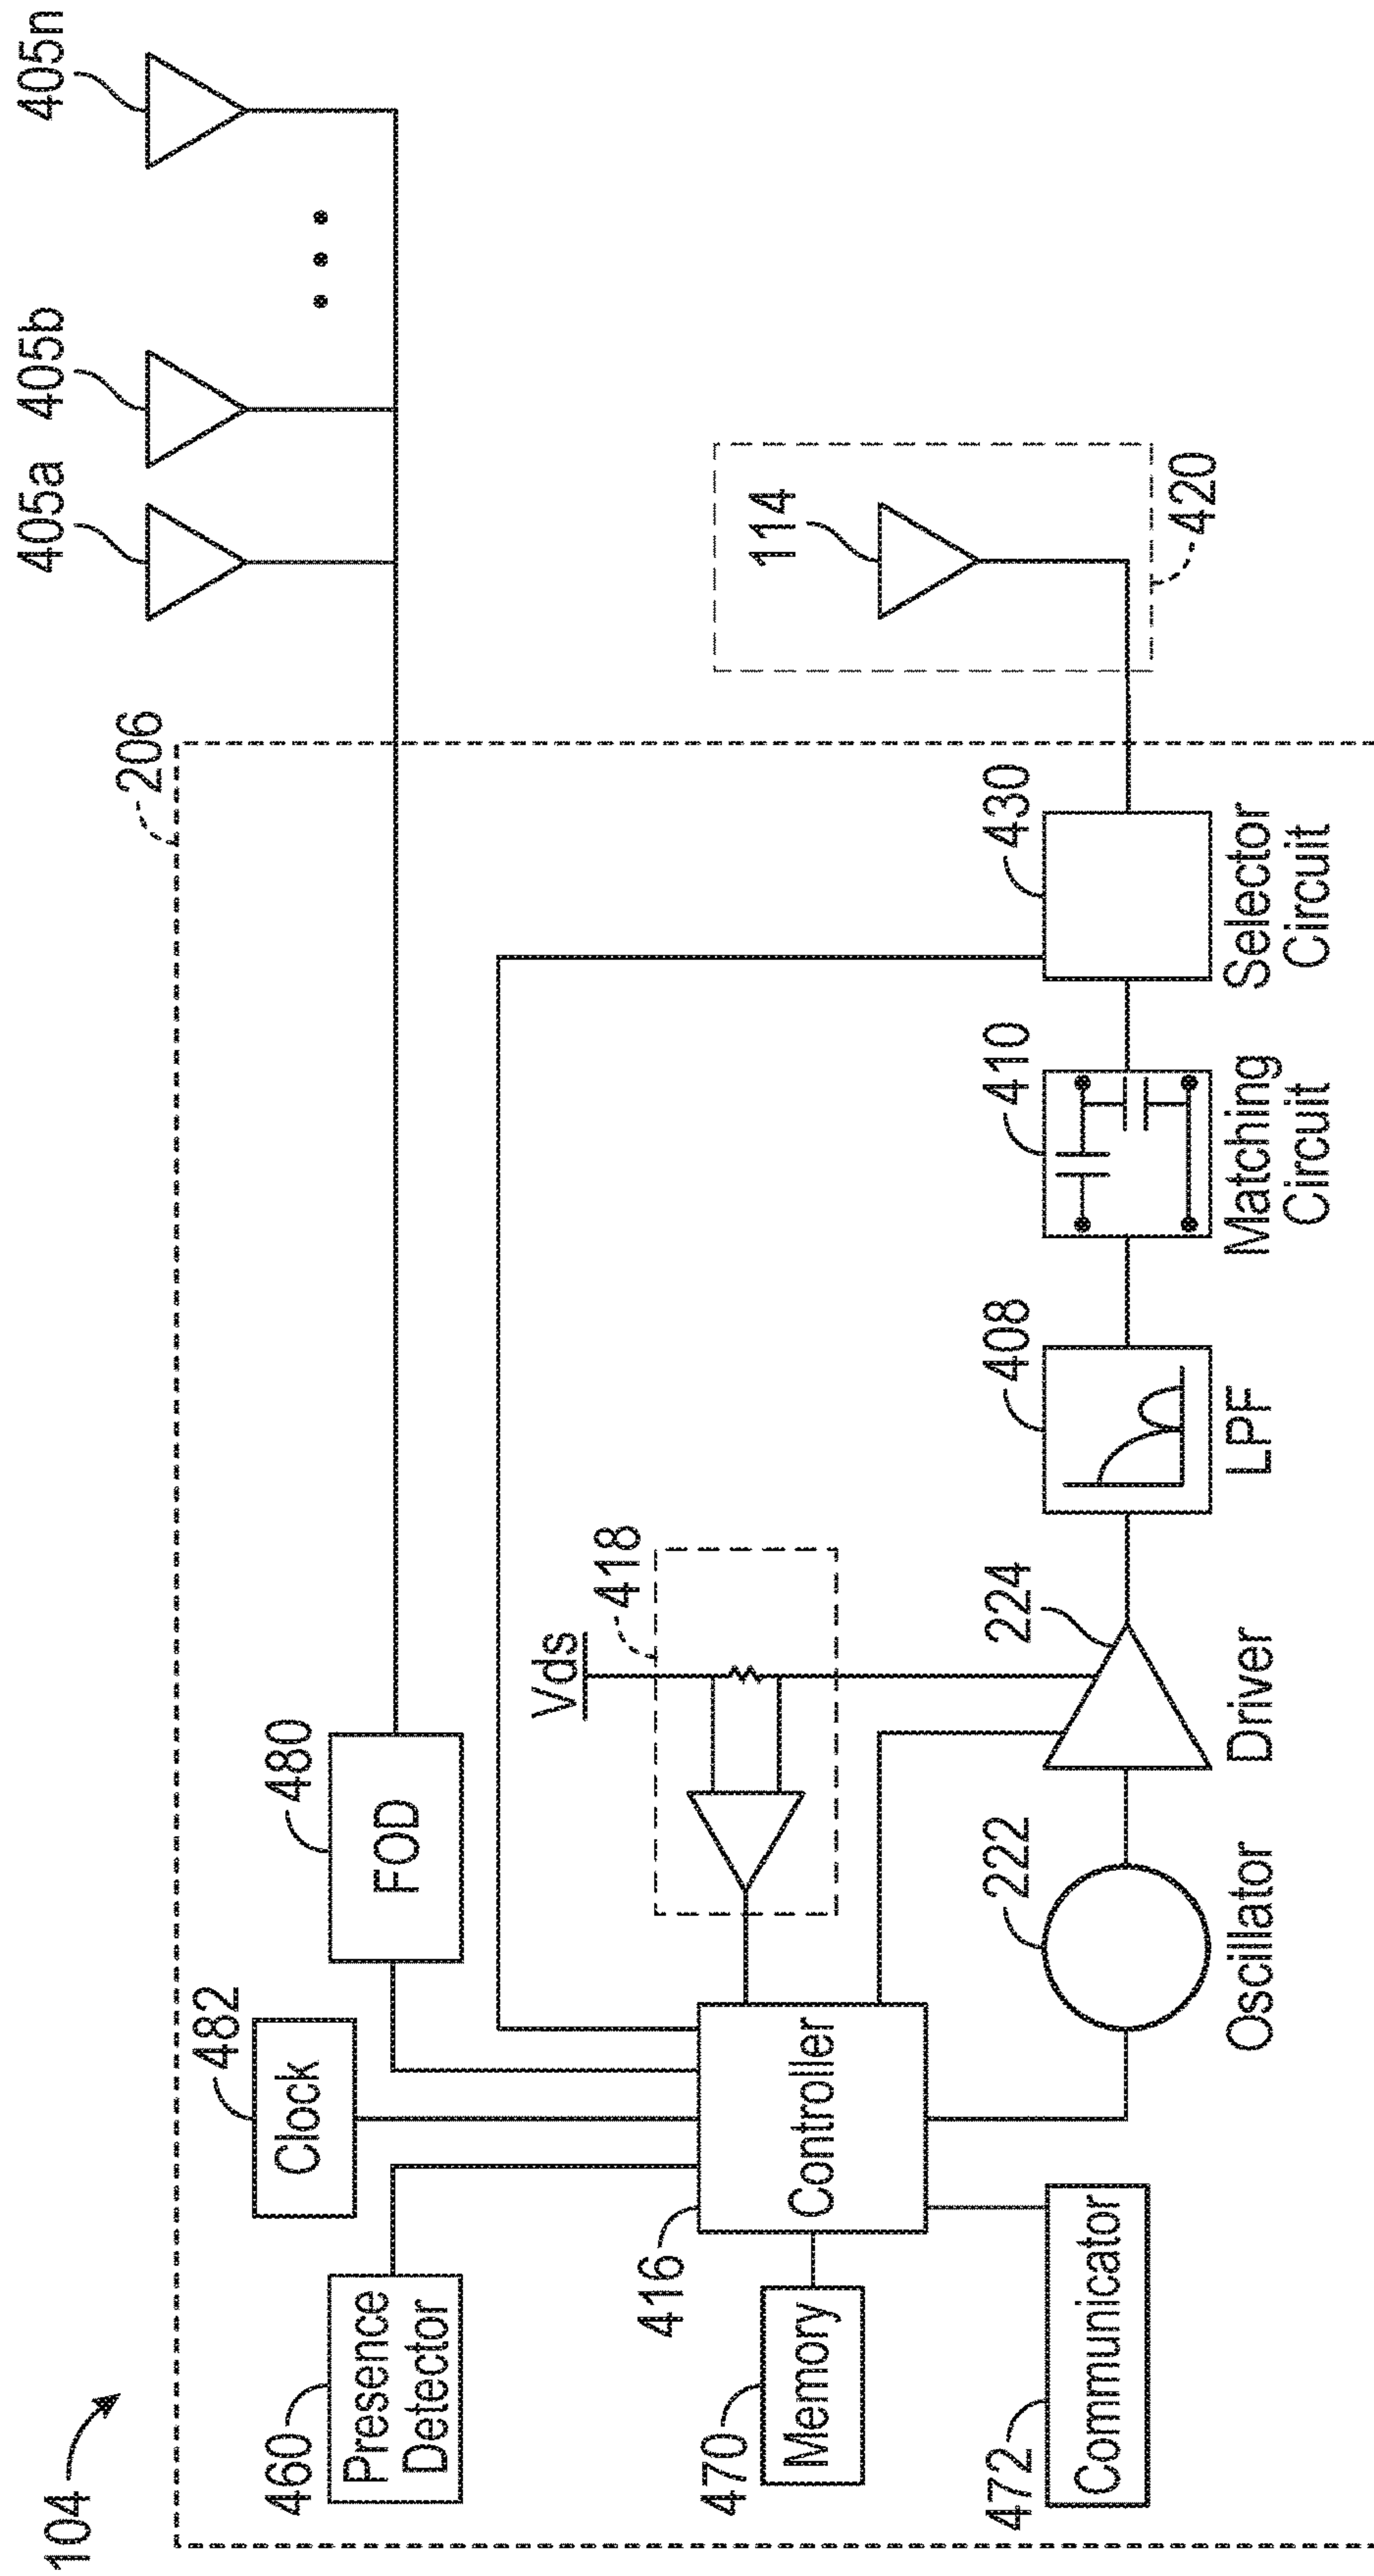 104
206
405a
405b
405n
460
Presence
Detector
482
Clock
480
FOD
416
Controller
Vds
418
470
Memory
472
Communicator
222
Oscillator
224
Driver
408
LPF
410
Matching
Circuit
430
Selector
Circuit
114
420